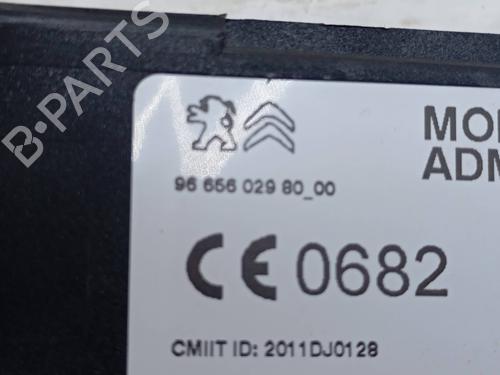 B-PARTS
MO
ADM
96 656 029 80_00
CE 0682
CMIIT ID: 2011DJ0128